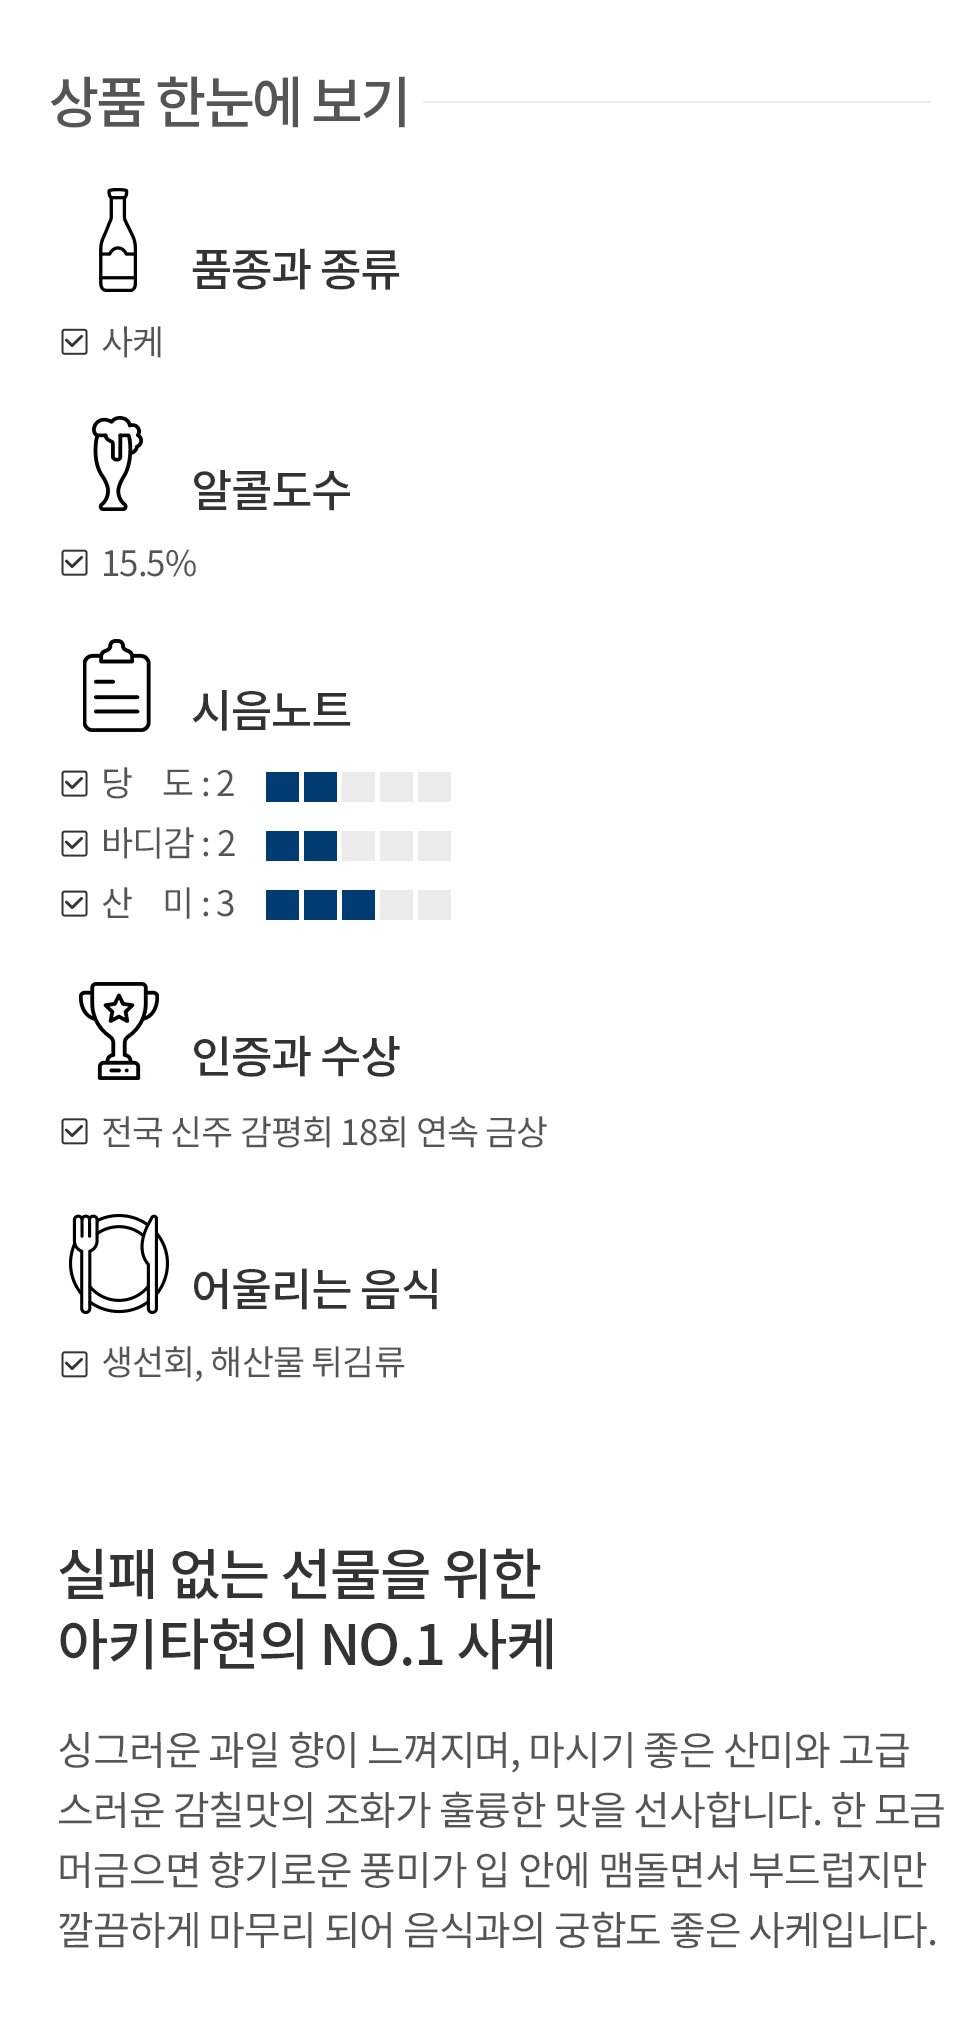 상품 한눈에 보기
품종과 종류
사케
알콜도수
15.5%
시음노트
당 도 : 2
바디감 : 2
산 미 : 3
인증과 수상
전국 신주 감평회 18회 연속 금상
어울리는 음식
생선회, 해산물 튀김류
실패 없는 선물을 위한
아키타현의 NO.1 사케
싱그러운 과일 향이 느껴지며, 마시기 좋은 산미와 고급
스러운 감칠맛의 조화가 훌륭한 맛을 선사합니다. 한 모금
머금으면 향기로운 풍미가 입 안에 맴돌면서 부드럽지만
깔끔하게 마무리 되어 음식과의 궁합도 좋은 사케입니다.